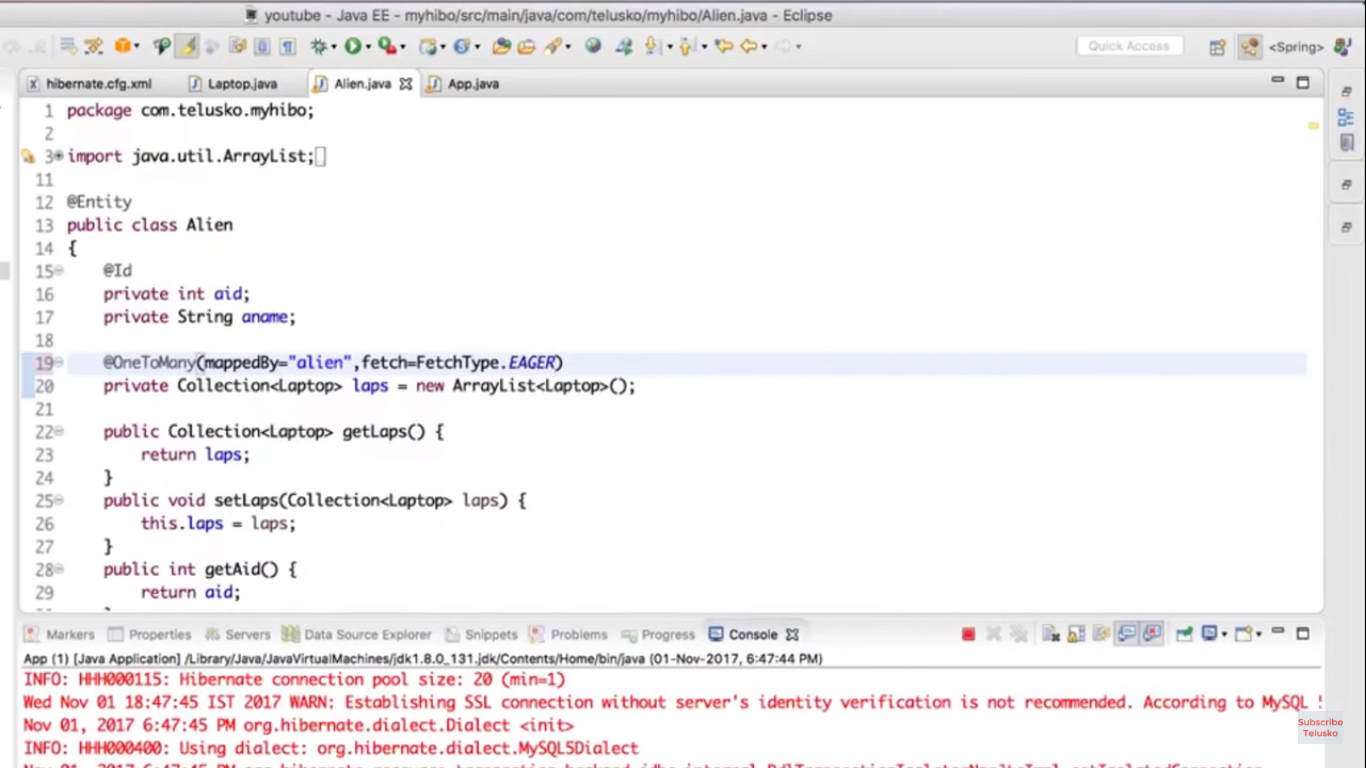 youtube - Java EE - myhibo/src/main/java/com/telusko/myhibo/Alien.java - Eclipse
Quick Access
<Spring>
hibernate.cfg.xml Laptop.java Alien.java App.java
1 package com.telusko.myhibo;
2
3 import java.util.ArrayList;
11
12 @Entity
13 public class Alien
14 {
15 @Id
16 private int aid;
17 private String aname;
18
19 @OneToMany(mappedBy="alien",fetch=FetchType.EAGER)
20 private Collection<Laptop> laps = new ArrayList<Laptop>();
21
22 public Collection<Laptop> getLaps() {
23 return laps;
24 }
25 public void setLaps(Collection<Laptop> laps) {
26 this.laps = laps;
27 }
28 public int getAid() {
29 return aid;
Markers Properties Servers Data Source Explorer Snippets Problems Progress Console
App (1) [Java Application] /Library/Java/JavaVirtualMachines/jdk1.8.0_131.jdk/Contents/Home/bin/java (01-Nov-2017, 6:47:44 PM)
INFO: HHH000115: Hibernate connection pool size: 20 (min=1)
Wed Nov 01 18:47:45 IST 2017 WARN: Establishing SSL connection without server's identity verification is not recommended. According to MySQL
Nov 01, 2017 6:47:45 PM org.hibernate.dialect.Dialect <init>
INFO: HHH000400: Using dialect: org.hibernate.dialect.MySQL5Dialect
Subscribe
Telusko